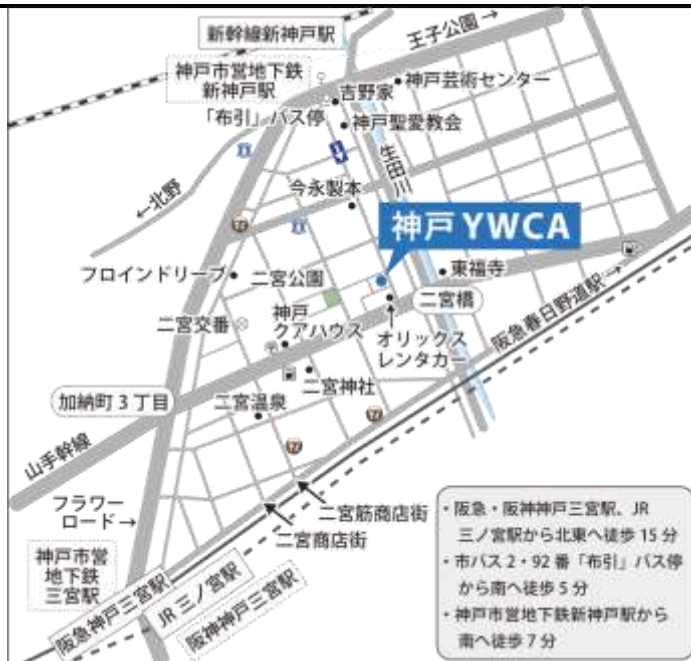 新幹線新神戸駅
王子公園→
神戸市営地下鉄
新神戸駅
神戸芸術センター
吉野家
「布引」バス停
神戸聖愛教会
生田川
←北野
今永製本
神戸 YWCA
フロインドリーブ
二宮公園
東福寺
二宮橋
阪急春日野道駅→
二宮交番
神戸
クアハウス
オリックス
レンタカー
二宮神社
加納町 3 丁目
二宮温泉
山手幹線
フラワー
ロード→
二宮筋商店街
二宮商店街
神戸市営
地下鉄
三宮駅
阪急神戸三宮駅
JR 三ノ宮駅
阪神神戸三宮駅
・阪急・阪神神戸三宮駅、JR
三ノ宮駅から北東へ徒歩 15 分
・市バス 2・92 番「布引」バス停
から南へ徒歩 5 分
・神戸市営地下鉄新神戸駅から
南へ徒歩 7 分